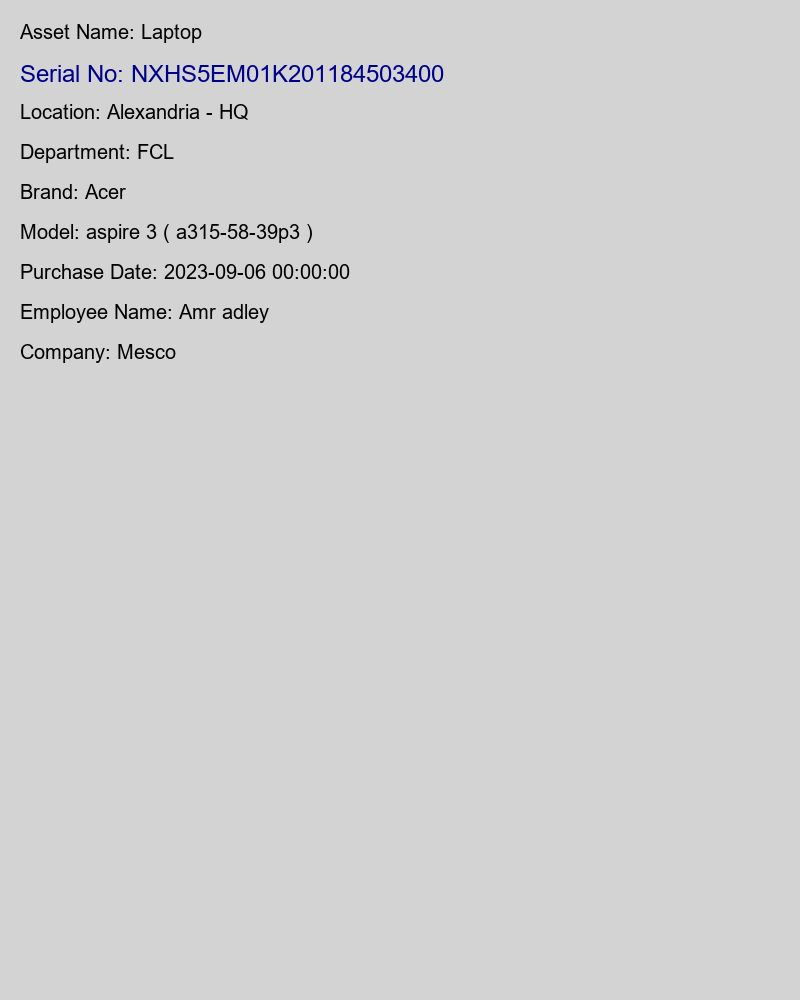 Asset Name: Laptop
Serial No: NXHS5EM01K201184503400
Location: Alexandria - HQ
Department: FCL
Brand: Acer
Model: aspire 3 ( a315-58-39p3 )
Purchase Date: 2023-09-06 00:00:00
Employee Name: Amr adley
Company: Mesco